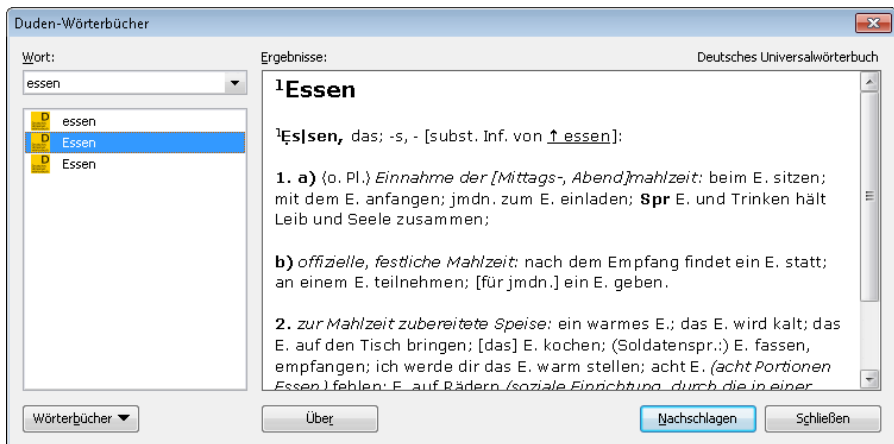 Duden-Wörterbücher
Wort:
Ergebnisse:
Deutsches Universalwörterbuch
essen
essen
Essen
Essen
¹Essen
¹Ẹs|sen, das; -s, - [subst. Inf. von ↑ essen]:
1. a) ⟨o. Pl.⟩ Einnahme der [Mittags-, Abend]mahlzeit: beim E. sitzen;
mit dem E. anfangen; jmdn. zum E. einladen; Spr E. und Trinken hält
Leib und Seele zusammen;
b) offizielle, festliche Mahlzeit: nach dem Empfang findet ein E. statt;
an einem E. teilnehmen; [für jmdn.] ein E. geben.
2. zur Mahlzeit zubereitete Speise: ein warmes E.; das E. wird kalt; das
E. auf den Tisch bringen; [das] E. kochen; (Soldatenspr.:) E. fassen,
empfangen; ich werde dir das E. warm stellen; acht E. (acht Portionen
Essen) fehlen; E. auf Rädern (soziale Einrichtung, durch die in einer
Wörterbücher
Über
Nachschlagen
Schließen